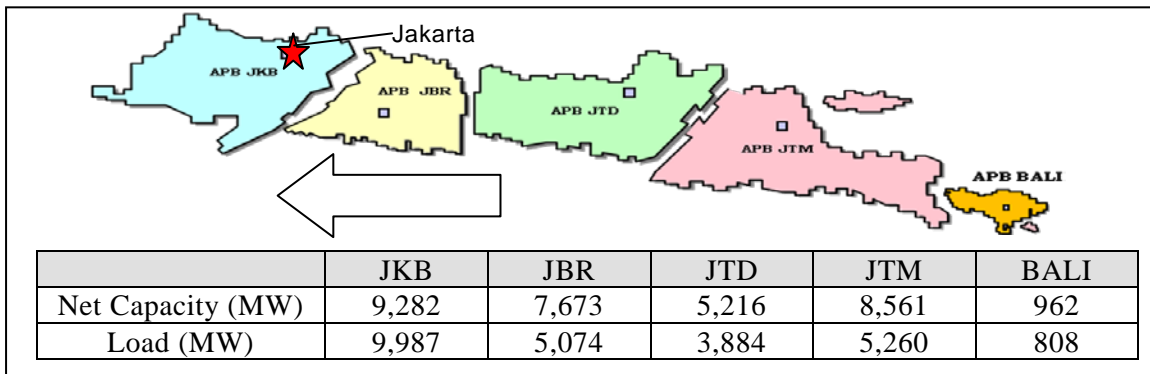 Jakarta
APB JKB
APB JBR
APB JTD
APB JTM
APB BALI
JKB JBR JTD JTM BALI
Net Capacity (MW) 9,282 7,673 5,216 8,561 962
Load (MW) 9,987 5,074 3,884 5,260 808